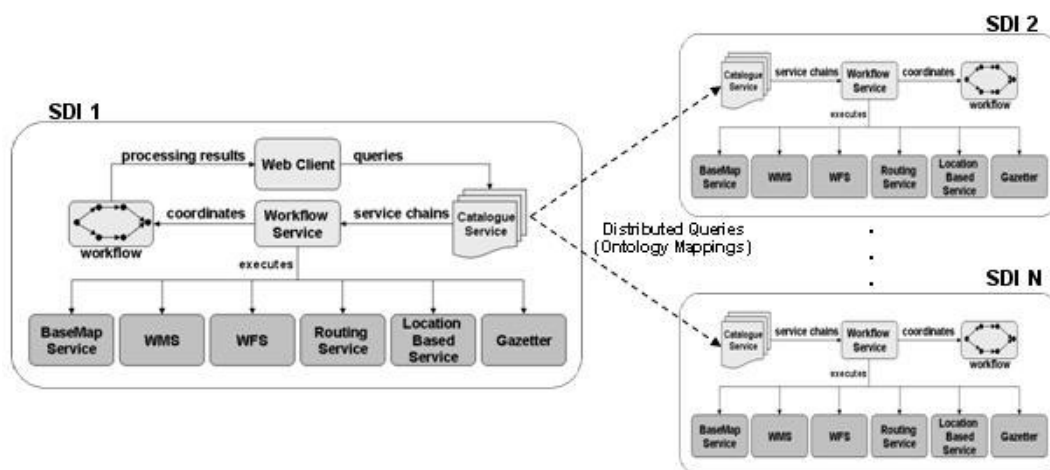 SDI 1
processing results
Web Client
queries
workflow
coordinates
Workflow
Service
service chains
Catalogue
Service
executes
BaseMap
Service
WMS
WFS
Routing
Service
Location
Based
Service
Gazetter
Distributed Queries
(Ontology Mappings)
SDI 2
Catalogue
Service
service chains
Workflow
Service
coordinates
workflow
executes
BaseMap
Service
WMS
WFS
Routing
Service
Location
Based
Service
Gazetter
SDI N
Catalogue
Service
service chains
Workflow
Service
coordinates
workflow
executes
BaseMap
Service
WMS
WFS
Routing
Service
Location
Based
Service
Gazetter